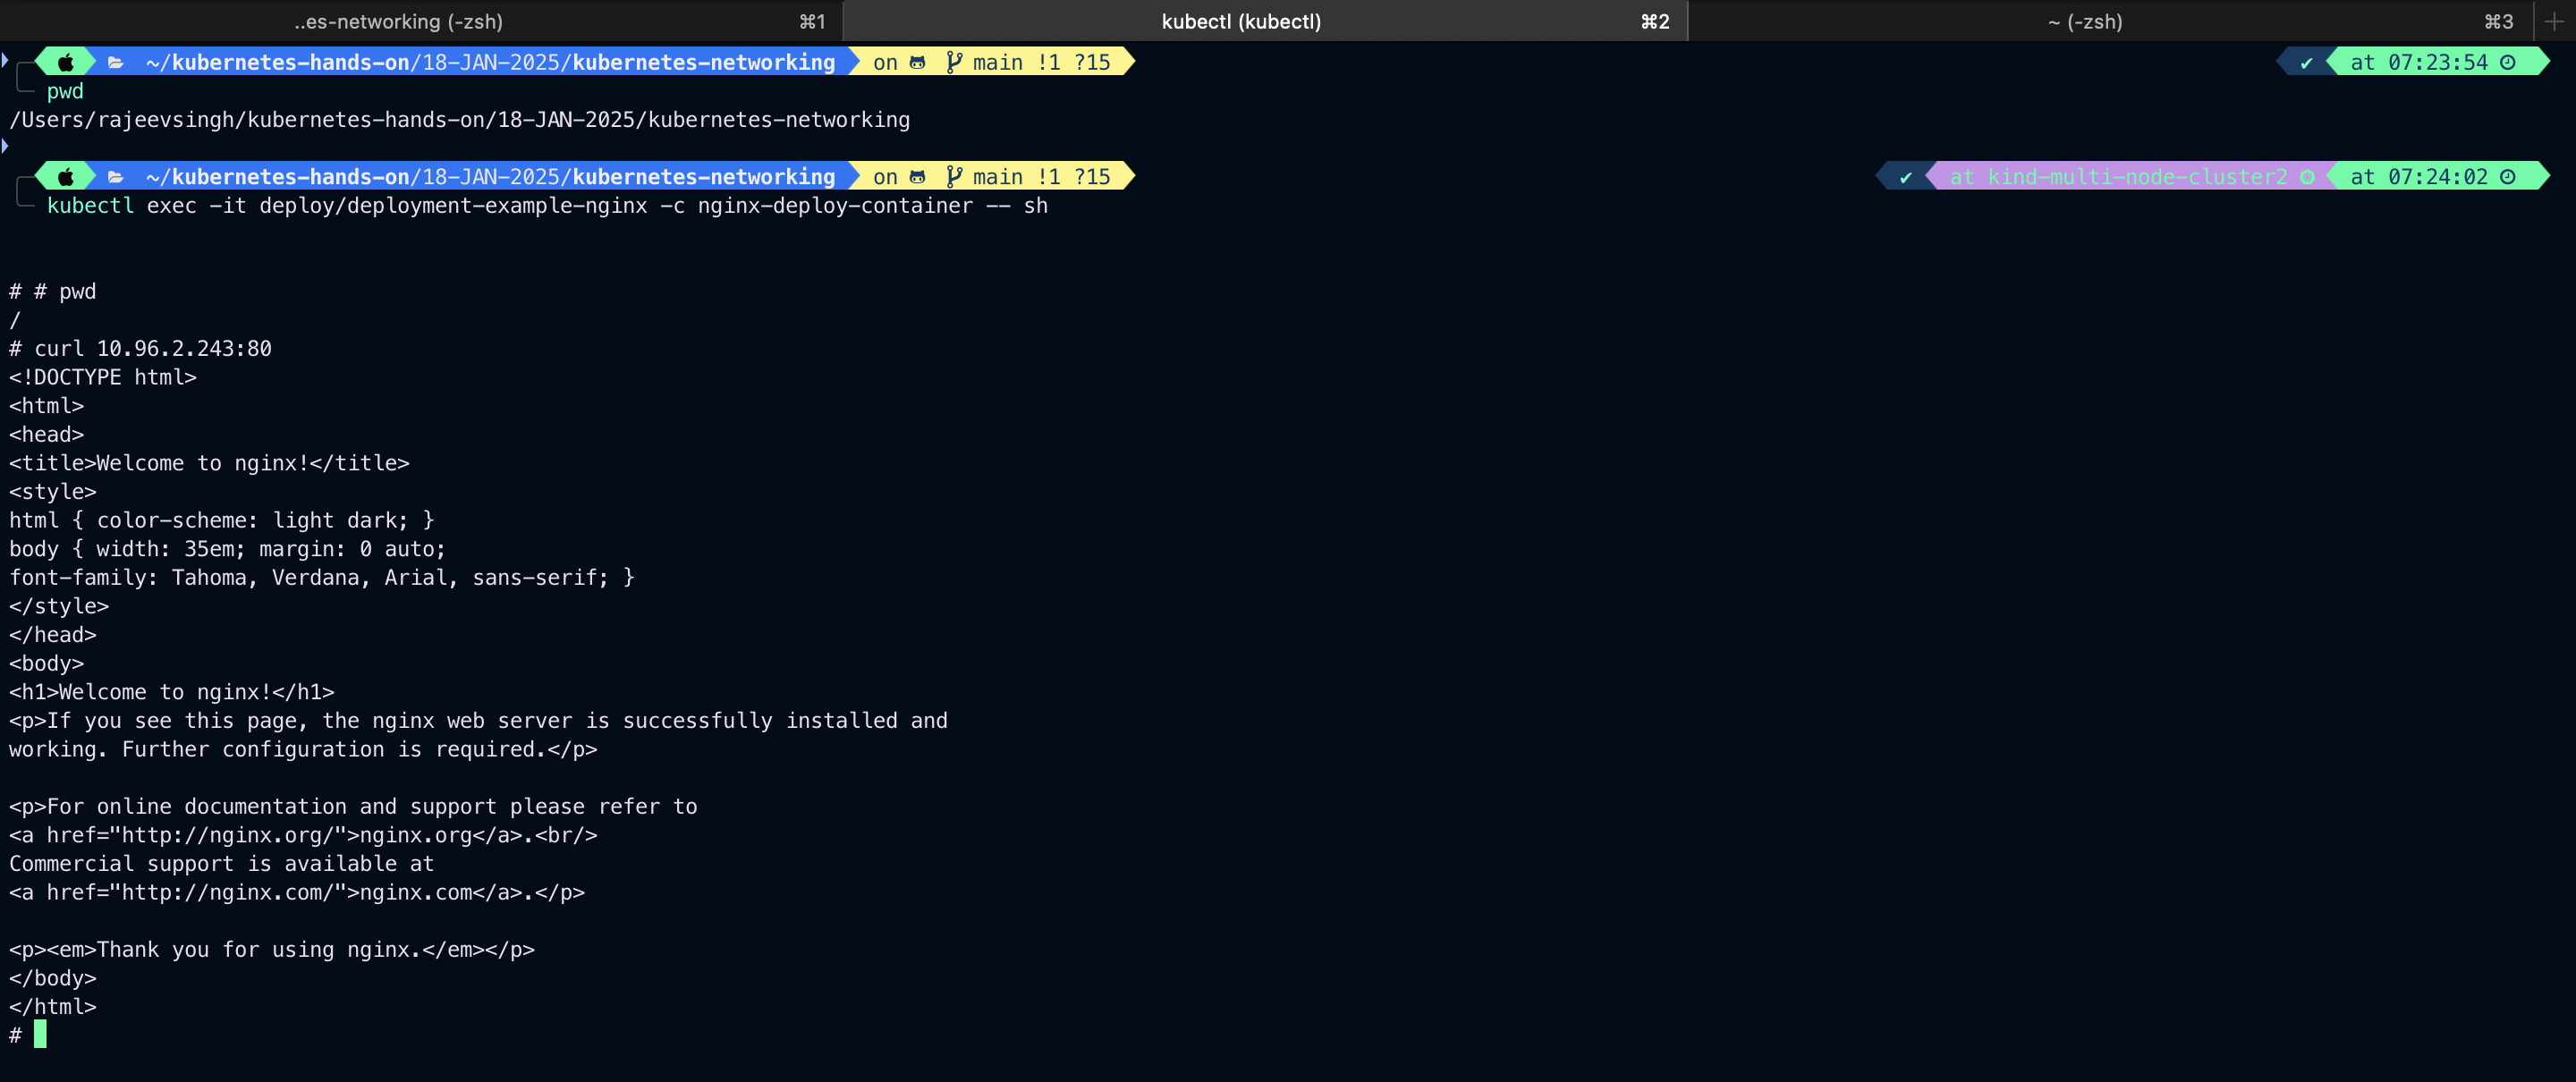 ..es-networking (-zsh) ⌘1 kubectl (kubectl) ⌘2 ~ (-zsh) ⌘3 +
~/kubernetes-hands-on/18-JAN-2025/kubernetes-networking on main !1 ?15 ✔ at 07:23:54
pwd
/Users/rajeevsingh/kubernetes-hands-on/18-JAN-2025/kubernetes-networking
~/kubernetes-hands-on/18-JAN-2025/kubernetes-networking on main !1 ?15 ✔ at kind-multi-node-cluster2 at 07:24:02
kubectl exec -it deploy/deployment-example-nginx -c nginx-deploy-container -- sh
# # pwd
/
# curl 10.96.2.243:80
<!DOCTYPE html>
<html>
<head>
<title>Welcome to nginx!</title>
<style>
html { color-scheme: light dark; }
body { width: 35em; margin: 0 auto;
font-family: Tahoma, Verdana, Arial, sans-serif; }
</style>
</head>
<body>
<h1>Welcome to nginx!</h1>
<p>If you see this page, the nginx web server is successfully installed and
working. Further configuration is required.</p>
<p>For online documentation and support please refer to
<a href="http://nginx.org/">nginx.org</a>.<br/>
Commercial support is available at
<a href="http://nginx.com/">nginx.com</a>.</p>
<p><em>Thank you for using nginx.</em></p>
</body>
</html>
#